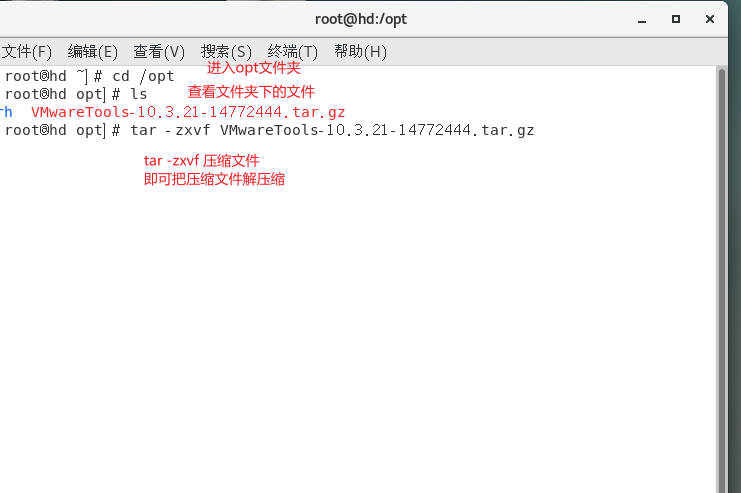 root@hd:/opt
文件(F) 编辑(E) 查看(V) 搜索(S) 终端(T) 帮助(H)
root@hd ~]# cd /opt 进入opt文件夹
root@hd opt]# ls 查看文件夹下的文件
rh VMwareTools-10.3.21-14772444.tar.gz
root@hd opt]# tar -zxvf VMwareTools-10.3.21-14772444.tar.gz
tar -zxvf 压缩文件
即可把压缩文件解压缩